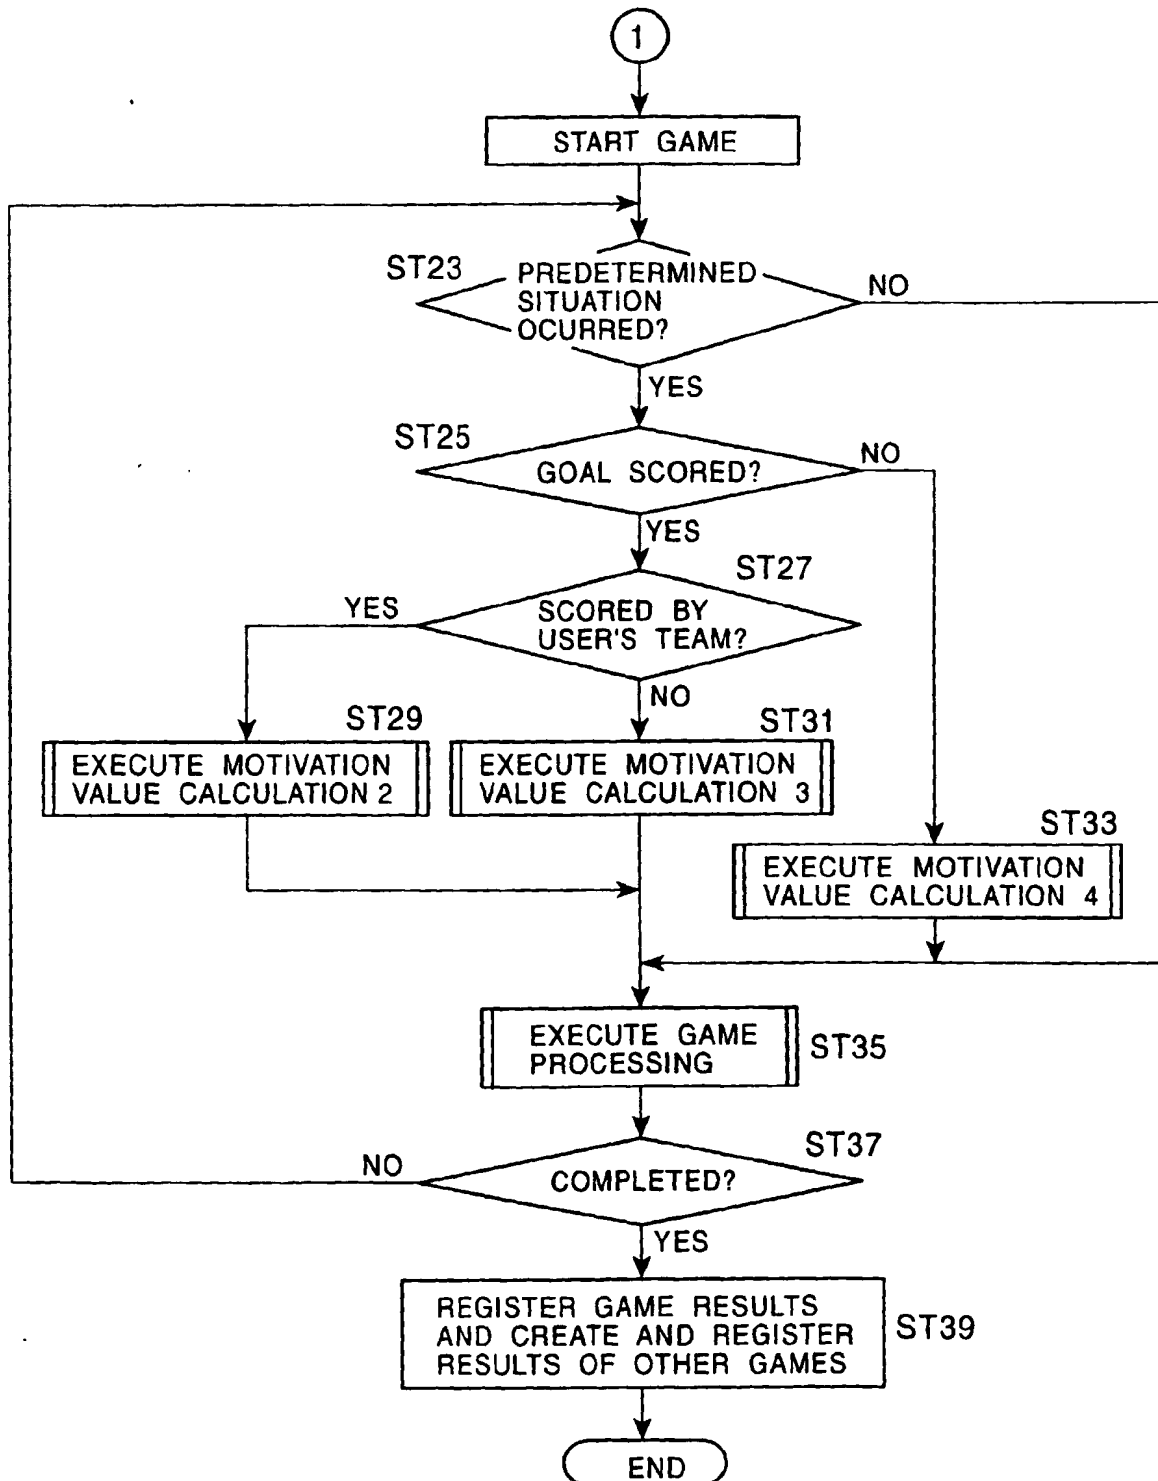 1
START GAME
ST23
PREDETERMINED
SITUATION
OCURRED?
NO
YES
ST25
GOAL SCORED?
NO
YES
ST27
SCORED BY
USER'S TEAM?
YES
NO
ST29
EXECUTE MOTIVATION
VALUE CALCULATION 2
ST31
EXECUTE MOTIVATION
VALUE CALCULATION 3
ST33
EXECUTE MOTIVATION
VALUE CALCULATION 4
EXECUTE GAME
PROCESSING
ST35
ST37
COMPLETED?
NO
YES
REGISTER GAME RESULTS
AND CREATE AND REGISTER
RESULTS OF OTHER GAMES
ST39
END